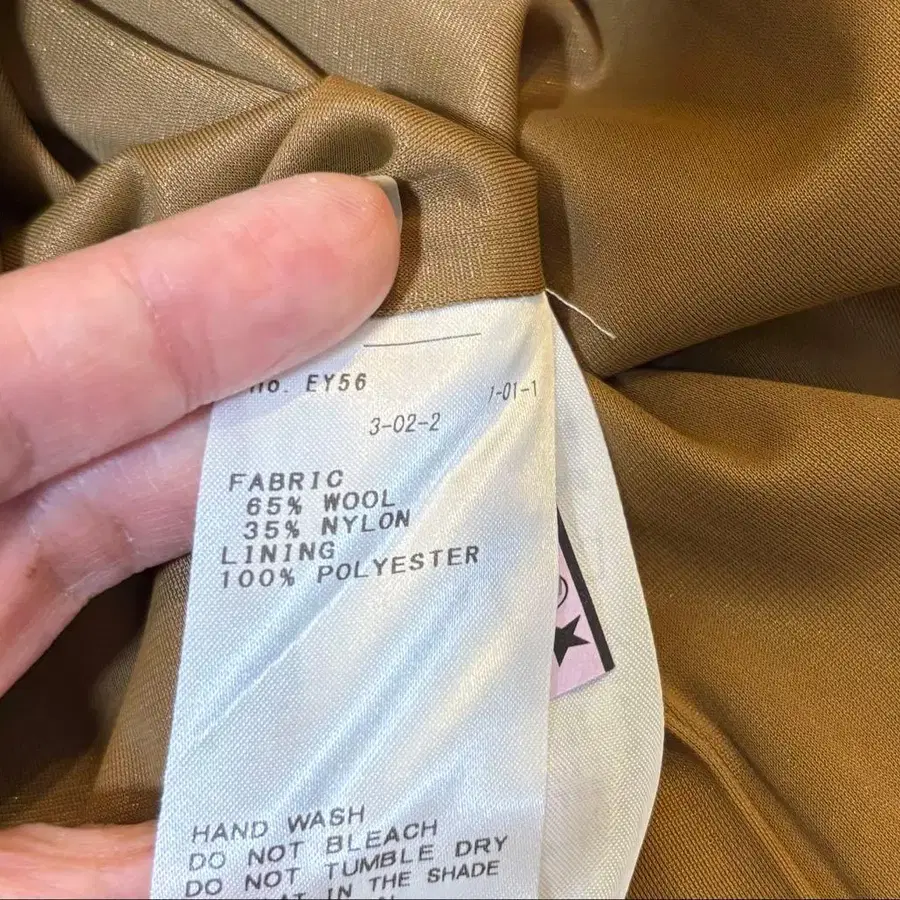 no. EY56
1-01-1
3-02-2
FABRIC
65% WOOL
35% NYLON
LINING
100% POLYESTER
HAND WASH
DO NOT BLEACH
DO NOT TUMBLE DRY
IN THE SHADE